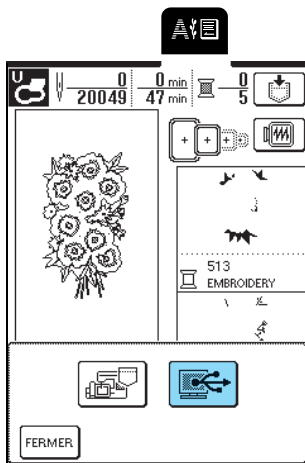 A
U
0 0 min 0
20049 47 min 5
513
EMBROIDERY
FERMER